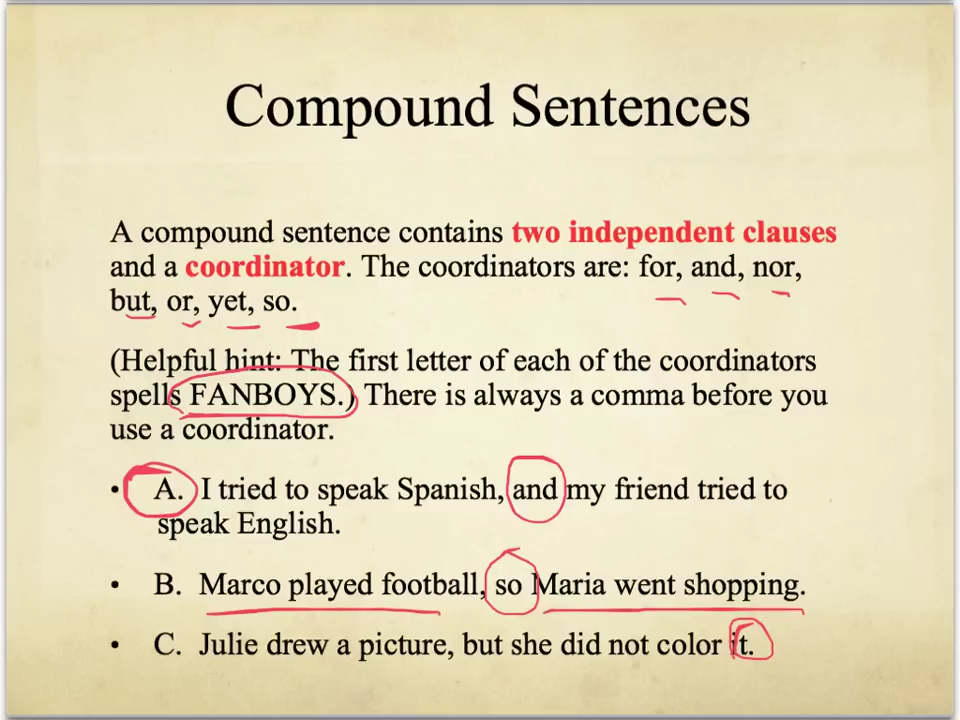 Compound Sentences
A compound sentence contains two independent clauses
and a coordinator. The coordinators are: for, and, nor,
but, or, yet, so.
(Helpful hint: The first letter of each of the coordinators
spells FANBOYS.) There is always a comma before you
use a coordinator.
• A. I tried to speak Spanish, and my friend tried to
speak English.
• B. Marco played football, so Maria went shopping.
• C. Julie drew a picture, but she did not color it.